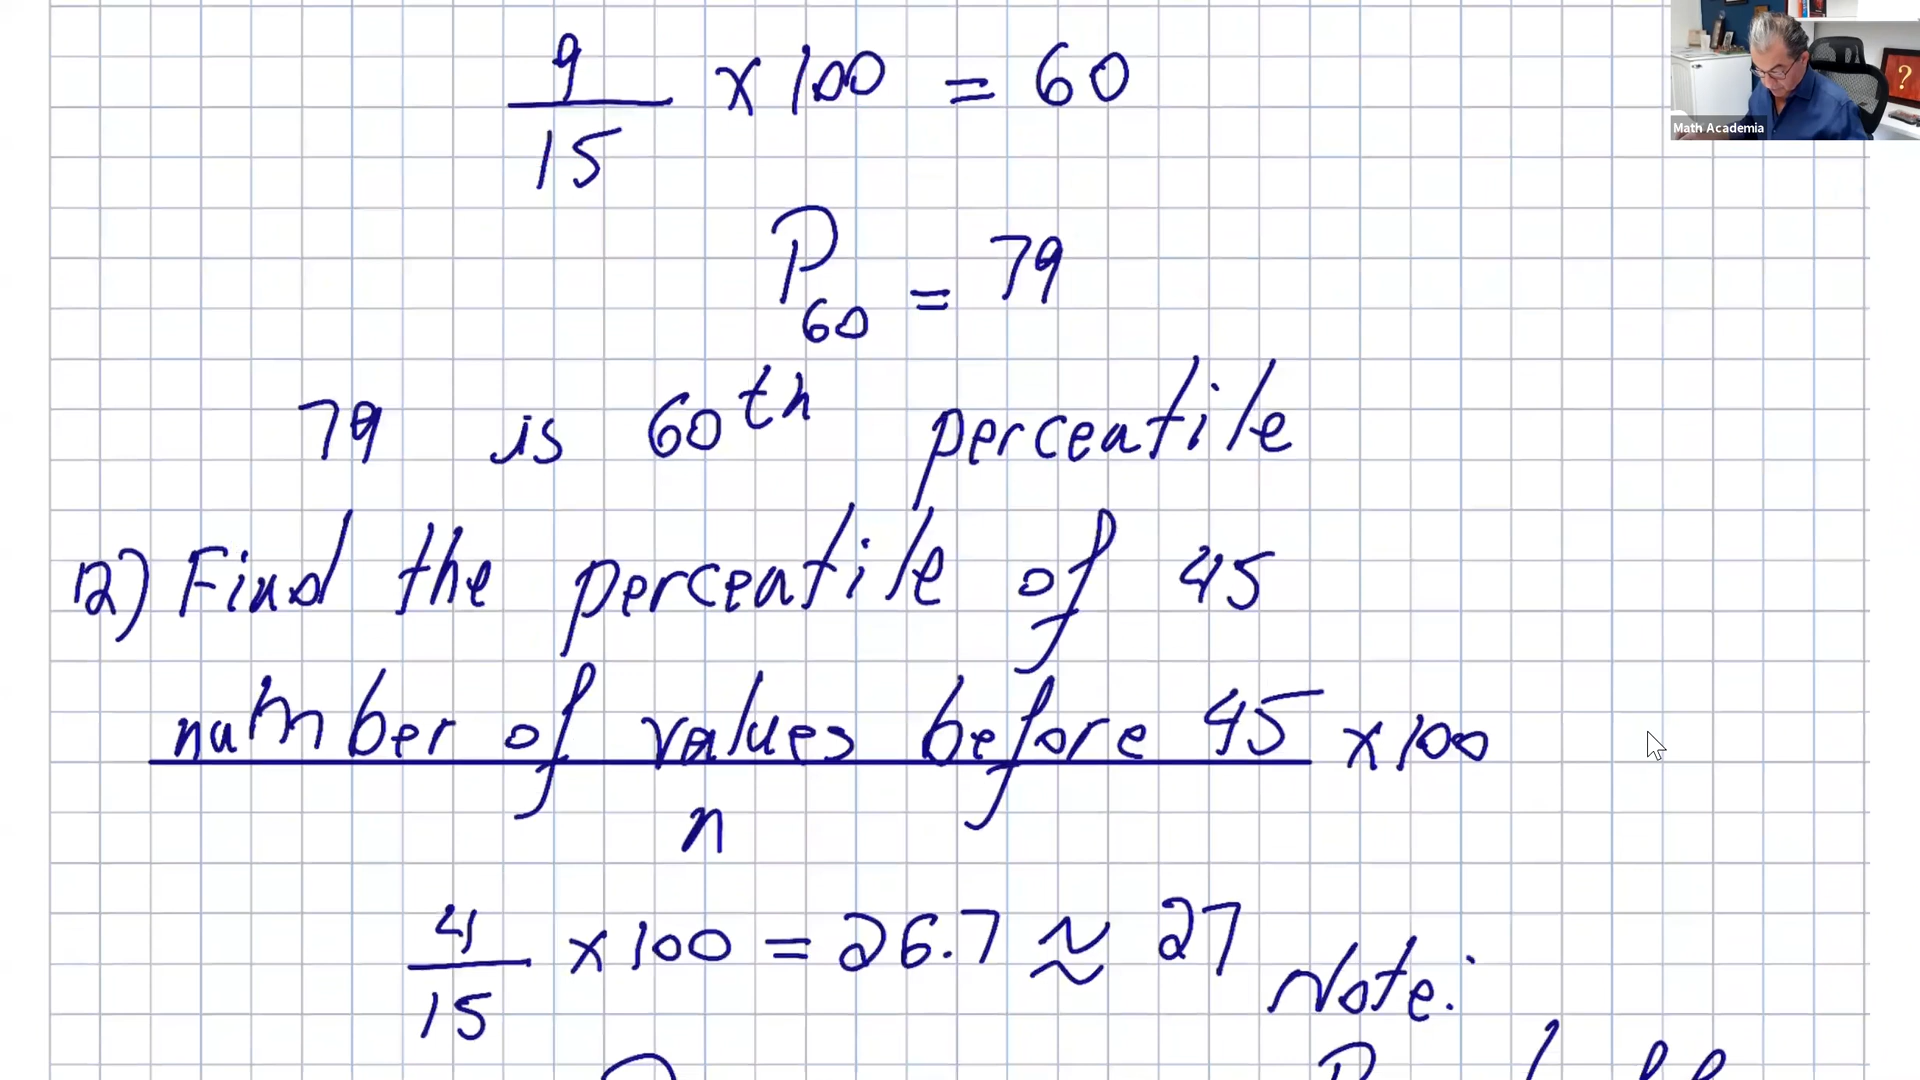 9/15 x 100 = 60
Math Academia
?
P60 = 79
79 is 60th percentile
2) Find the percentile of 45
number of values before 45 x 100
n
4/15 x 100 = 26.7 ≈ 27
Note: